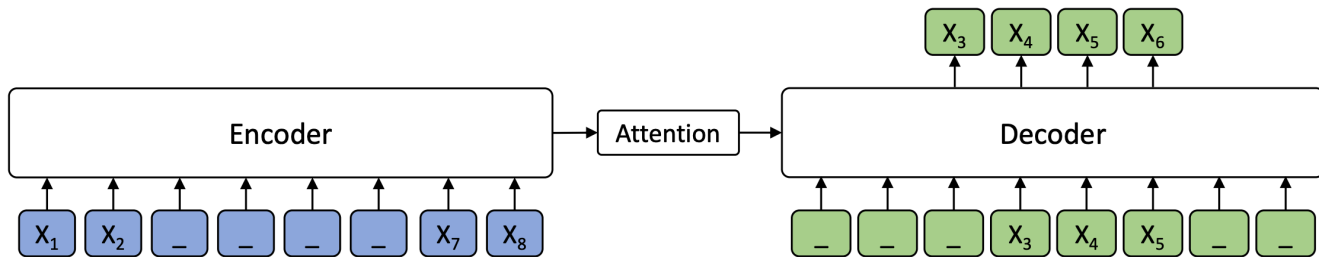 X₃ X₄ X₅ X₆
Encoder Attention Decoder
X₁ X₂ _ _ _ _ X₇ X₈ _ _ _ X₃ X₄ X₅ _ _